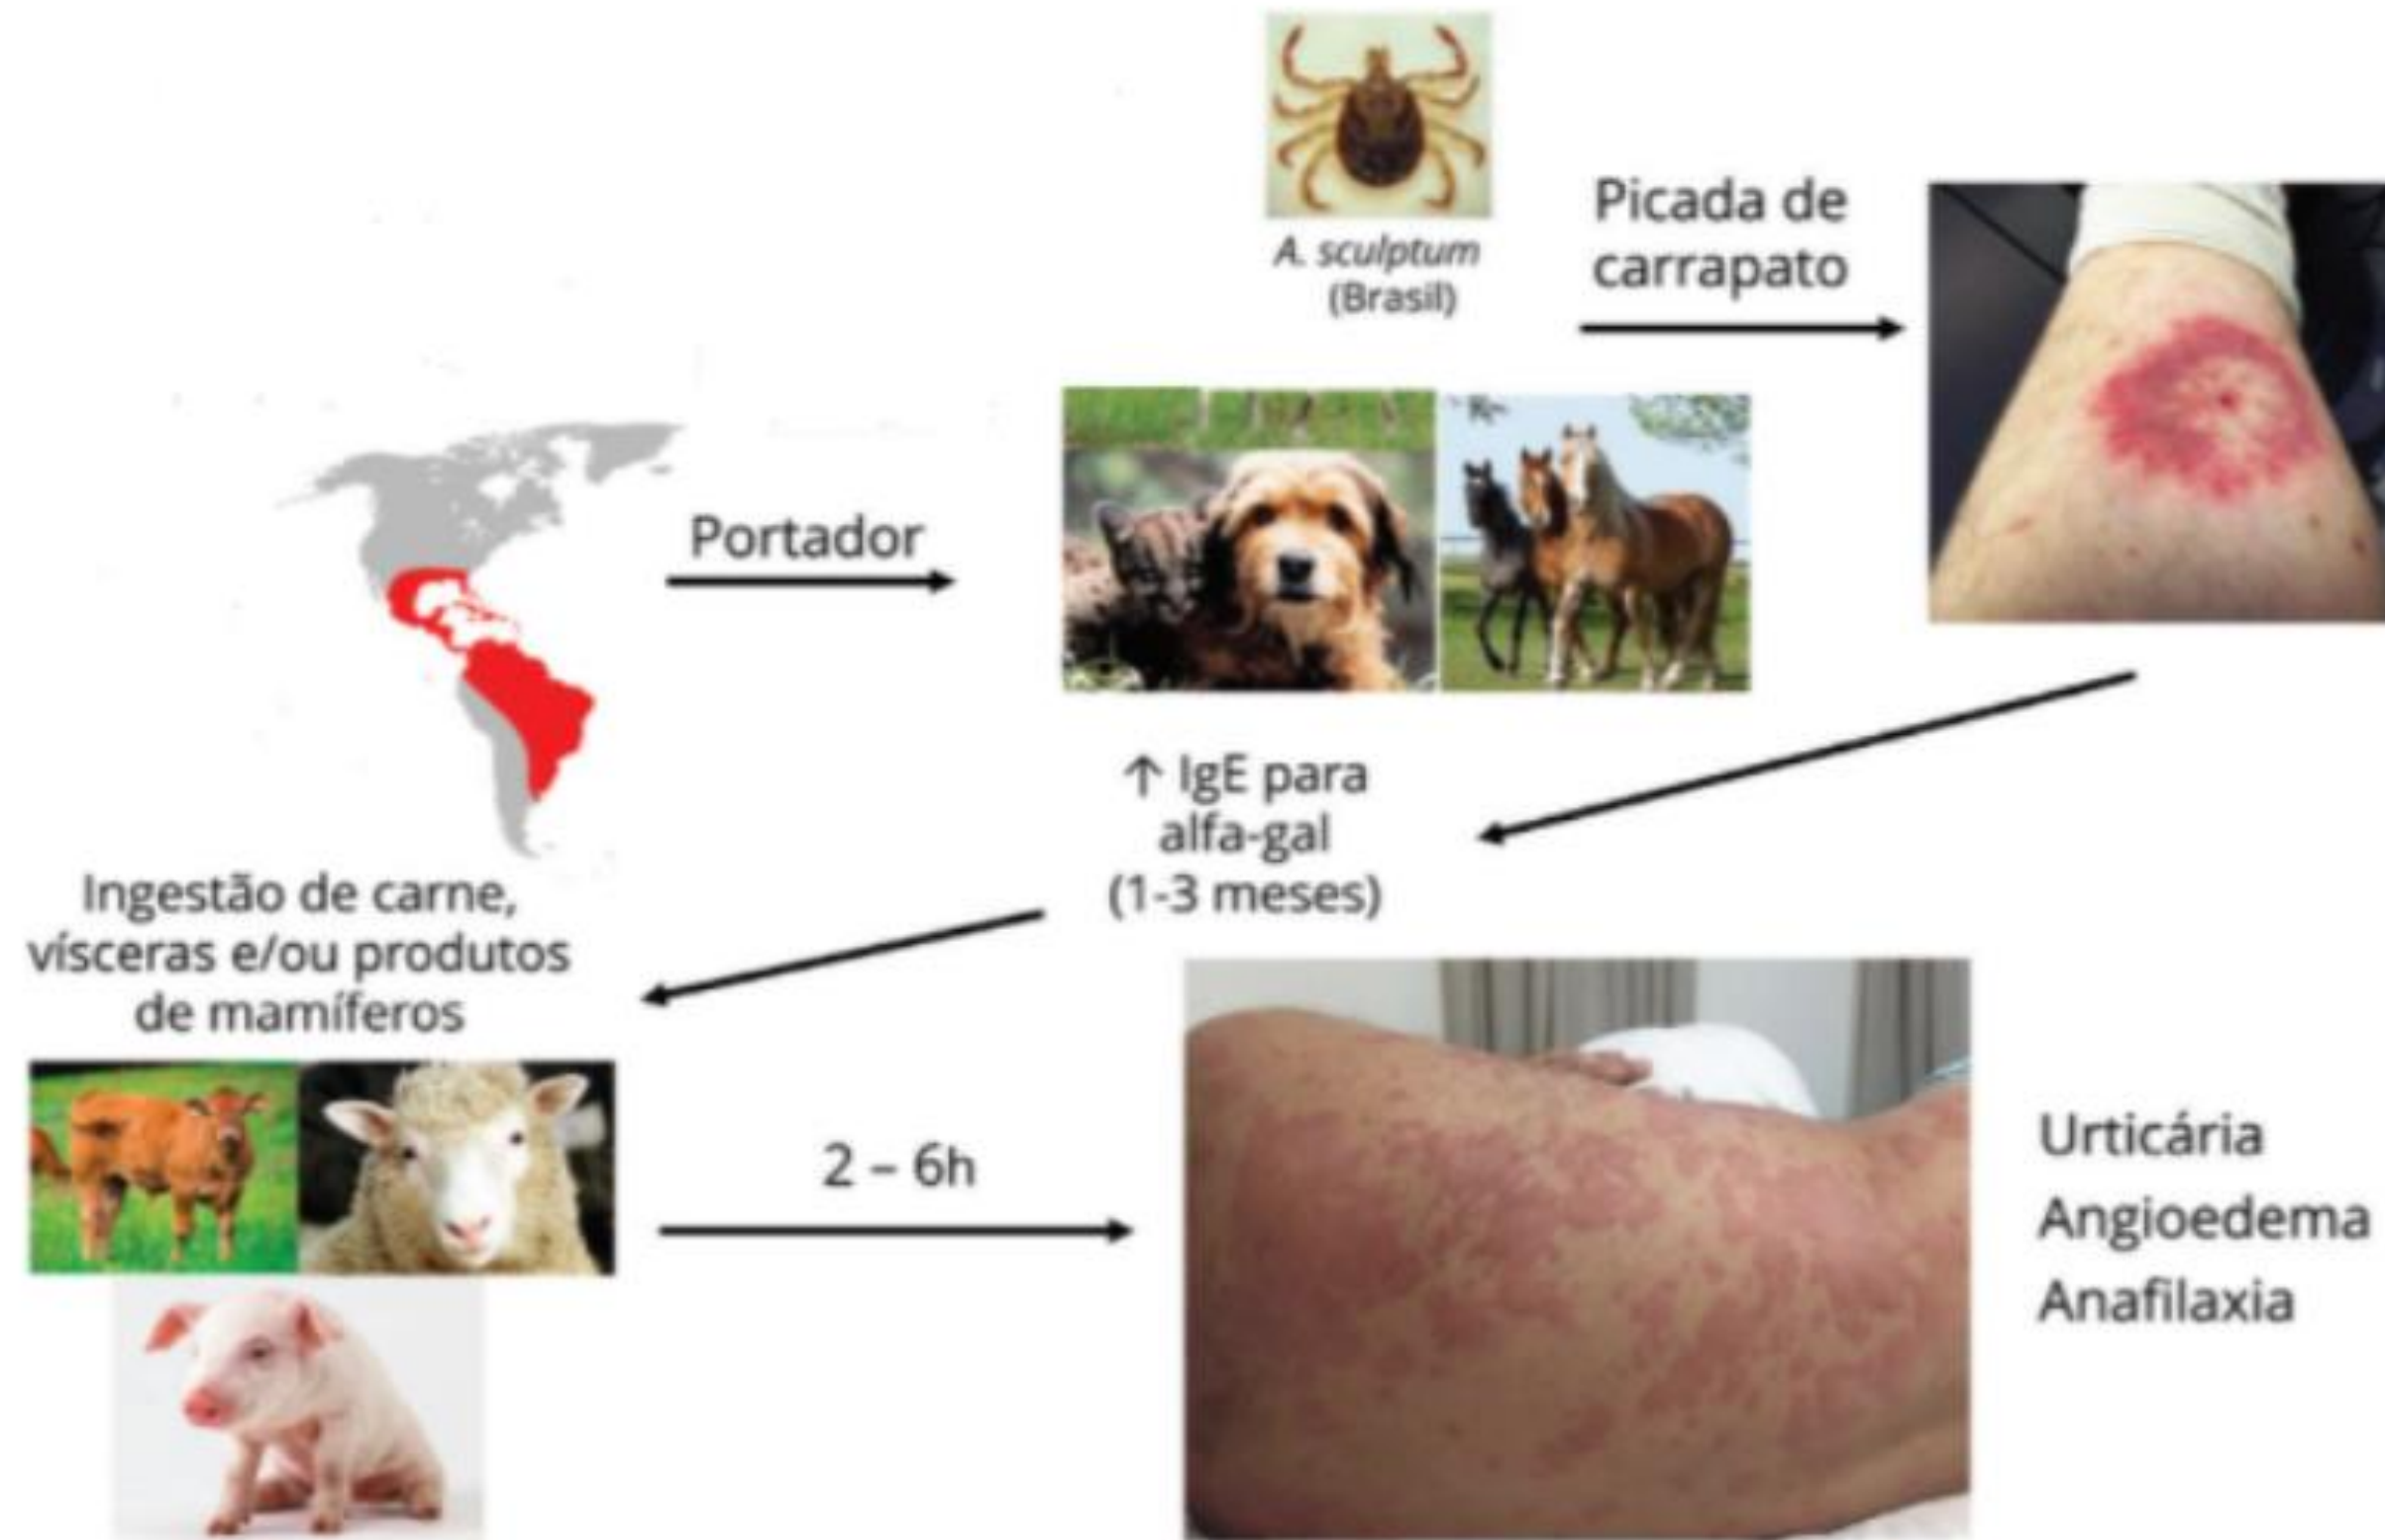 A. sculptum
(Brasil)
Picada de
carrapato
Portador
↑ IgE para
alfa-gal
(1-3 meses)
Ingestão de carne,
vísceras e/ou produtos
de mamíferos
2 – 6h
Urticária
Angioedema
Anafilaxia